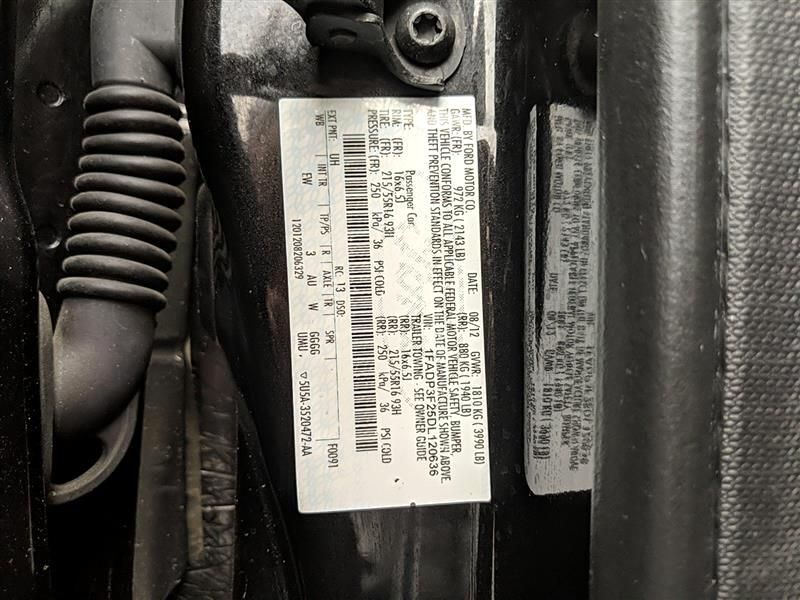 MFD. BY FORD MOTOR CO. DATE: 08/12 GVWR: 1810 KG ( 3990 LB)
GAWR: (FR) 972 KG ( 2143 LB) (RR): 880 KG ( 1940 LB)
THIS VEHICLE CONFORMS TO ALL APPLICABLE FEDERAL MOTOR VEHICLE SAFETY, BUMPER,
AND THEFT PREVENTION STANDARDS IN EFFECT ON THE DATE OF MANUFACTURE SHOWN ABOVE.
VIN: 1FADP3F25DL120636
TYPE: Passenger Car TRAILER TOWING - SEE OWNER GUIDE
RIM: (FR) 16x6.5J (RR) 16x6.5J
TIRE: (FR) 215/55R16 93H (RR) 215/55R16 93H
PRESSURE: (FR) 250 kPa/ 36 PSI COLD (RR) 250 kPa/ 36 PSI COLD
EXT PNT: UH RC: 13 DSO: F0091
WB INT TR TP/PS R AXLE TR SPR
EW 3 AU W GGGG UMU, ▽5U5A-3520472-AA
1201208206329